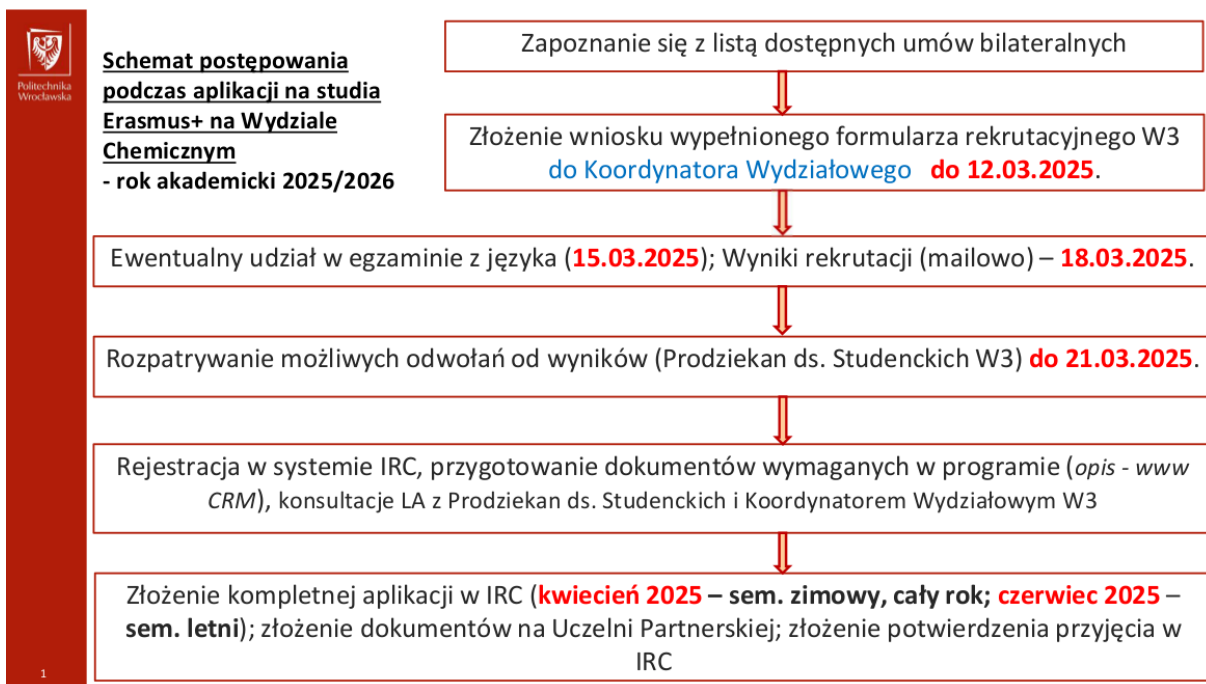 Politechnika
Wrocławska
Schemat postępowania
podczas aplikacji na studia
Erasmus+ na Wydziale
Chemicznym
- rok akademicki 2025/2026
Zapoznanie się z listą dostępnych umów bilateralnych
Złożenie wniosku wypełnionego formularza rekrutacyjnego W3
do Koordynatora Wydziałowego do 12.03.2025.
Ewentualny udział w egzaminie z języka (15.03.2025); Wyniki rekrutacji (mailowo) – 18.03.2025.
Rozpatrywanie możliwych odwołań od wyników (Prodziekan ds. Studenckich W3) do 21.03.2025.
Rejestracja w systemie IRC, przygotowanie dokumentów wymaganych w programie (opis - www
CRM), konsultacje LA z Prodziekan ds. Studenckich i Koordynatorem Wydziałowym W3
Złożenie kompletnej aplikacji w IRC (kwiecień 2025 – sem. zimowy, cały rok; czerwiec 2025 –
sem. letni); złożenie dokumentów na Uczelni Partnerskiej; złożenie potwierdzenia przyjęcia w
IRC
1